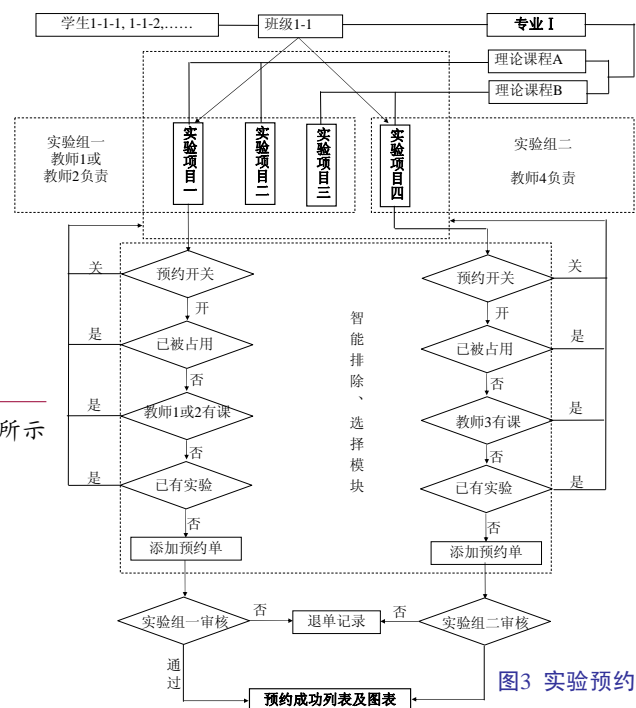 学生1-1-1, 1-1-2,……
班级1-1
专业 I
理论课程A
理论课程B
实验组一
教师1或
教师2负责
实验项目一
实验项目二
实验项目三
实验项目四
实验组二
教师4负责
关
预约开关
开
是
已被占用
否
是
教师1或2有课
否
是
已有实验
否
添加预约单
智能排除、选择模块
预约开关
关
开
已被占用
是
否
教师3有课
是
否
已有实验
是
否
添加预约单
所示
实验组一审核
否
退单记录
否
实验组二审核
通过
预约成功列表及图表
图3 实验预约